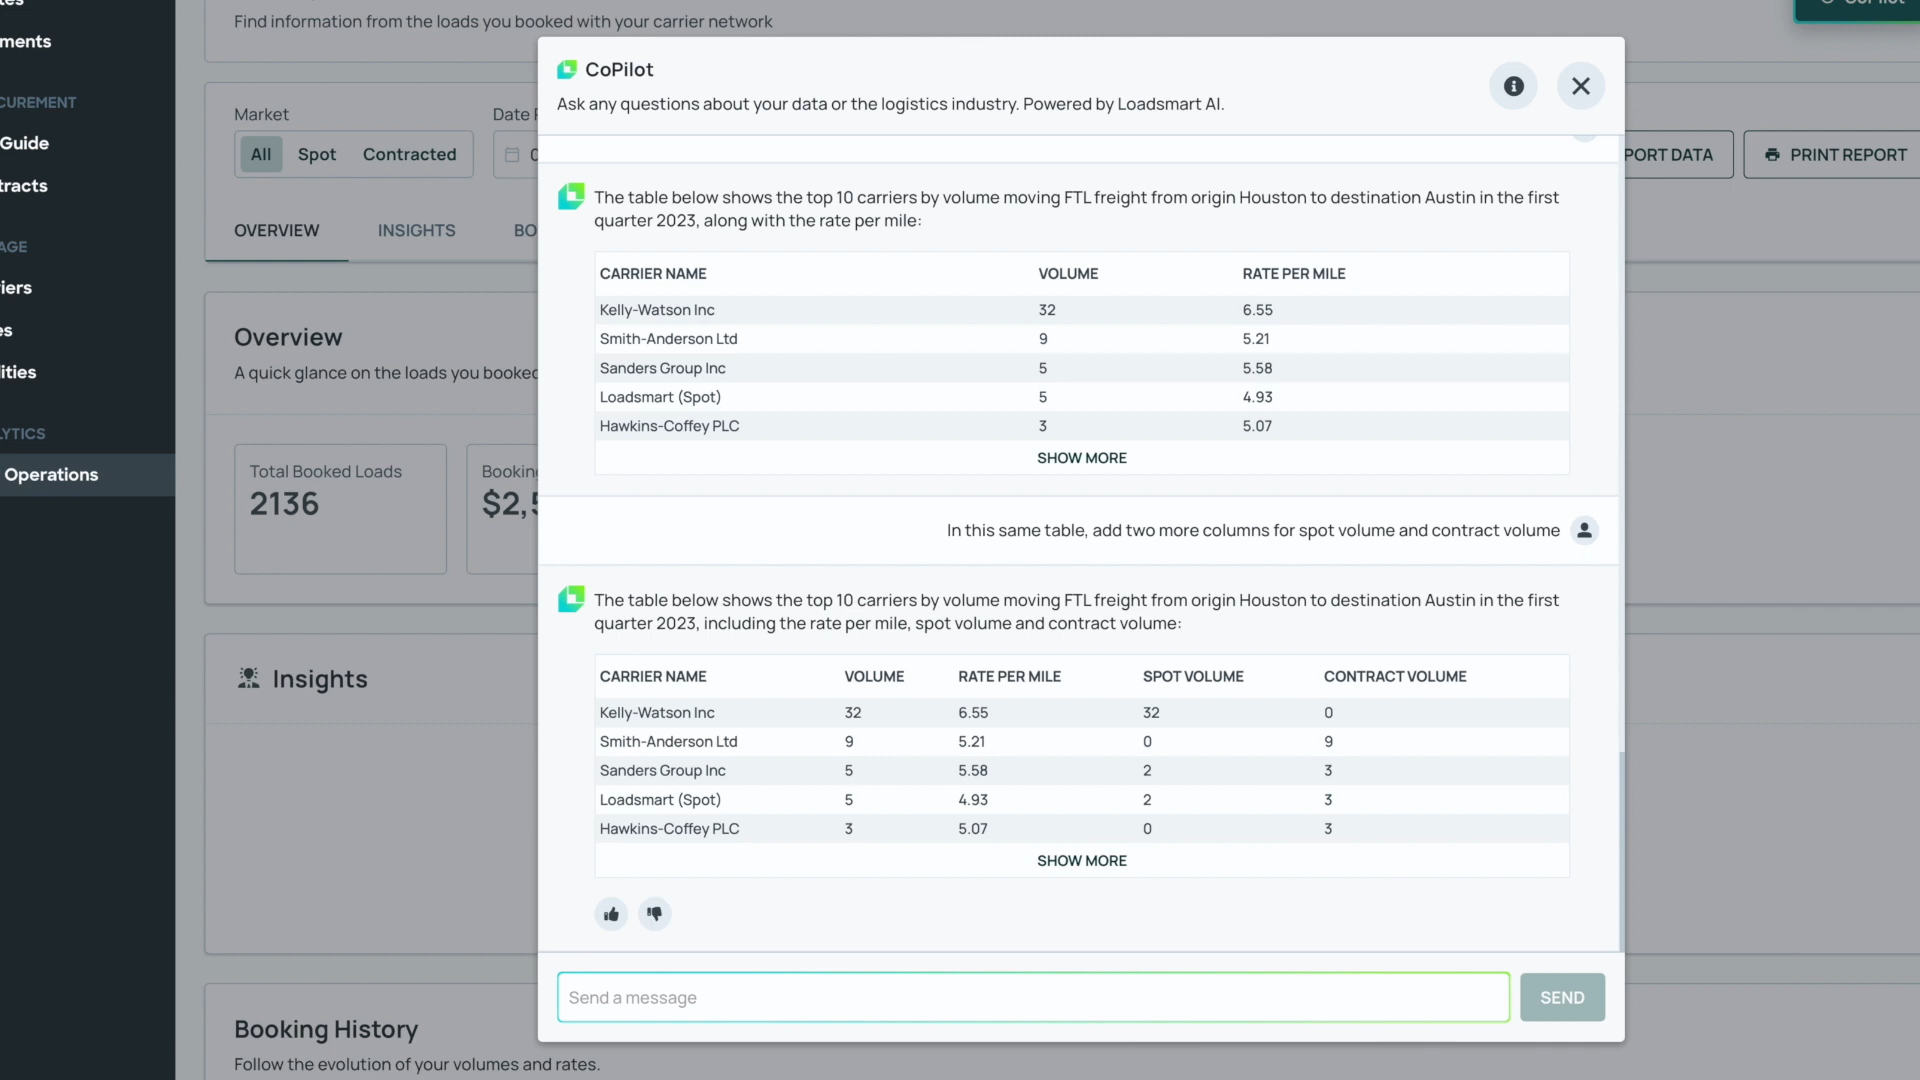 Find information from the loads you booked with your carrier network
CoPilot
Ask any questions about your data or the logistics industry. Powered by Loadsmart AI.
Market
All
Spot
Contracted
Date
PRINT REPORT
OVERVIEW
INSIGHTS
The table below shows the top 10 carriers by volume moving FTL freight from origin Houston to destination Austin in the first
quarter 2023, along with the rate per mile:
CARRIER NAME VOLUME RATE PER MILE
Kelly-Watson Inc 32 6.55
Smith-Anderson Ltd 9 5.21
Sanders Group Inc 5 5.58
Loadsmart (Spot) 5 4.93
Hawkins-Coffey PLC 3 5.07
SHOW MORE
In this same table, add two more columns for spot volume and contract volume
The table below shows the top 10 carriers by volume moving FTL freight from origin Houston to destination Austin in the first
quarter 2023, including the rate per mile, spot volume and contract volume:
CARRIER NAME VOLUME RATE PER MILE SPOT VOLUME CONTRACT VOLUME
Kelly-Watson Inc 32 6.55 32 0
Smith-Anderson Ltd 9 5.21 0 9
Sanders Group Inc 5 5.58 2 3
Loadsmart (Spot) 5 4.93 2 3
Hawkins-Coffey PLC 3 5.07 0 3
SHOW MORE
Send a message
SEND
ments
CUREMENT
Guide
tracts
AGE
iers
es
lities
LYTICS
Operations
Overview
A quick glance on the loads you booked
Total Booked Loads
2136
Booking
$2,5
Insights
Booking History
Follow the evolution of your volumes and rates.
PORT DATA